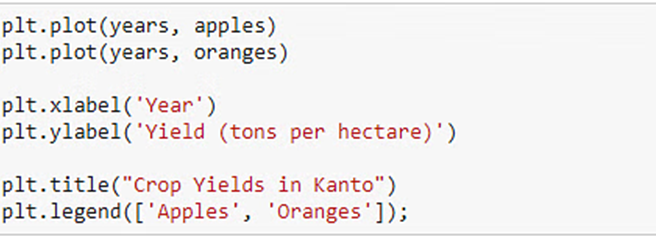 plt.plot(years, apples)
plt.plot(years, oranges)
plt.xlabel('Year')
plt.ylabel('Yield (tons per hectare)')
plt.title("Crop Yields in Kanto")
plt.legend(['Apples', 'Oranges']);